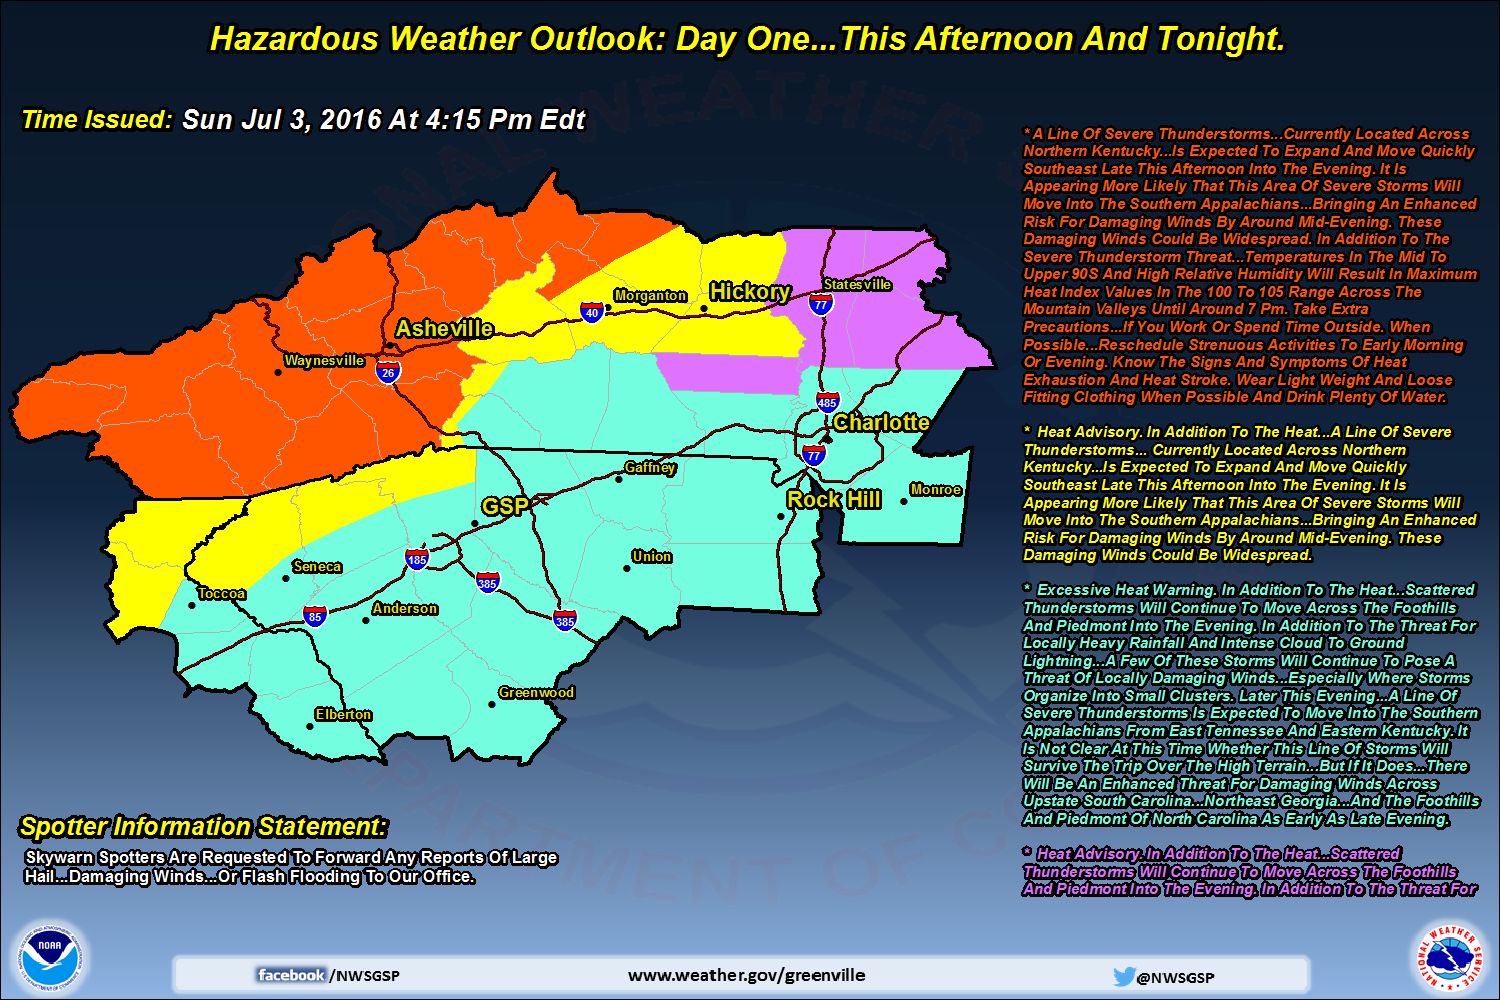 Hazardous Weather Outlook: Day One...This Afternoon And Tonight.
Time Issued: Sun Jul 3, 2016 At 4:15 Pm Edt
* A Line Of Severe Thunderstorms...Currently Located Across
Northern Kentucky...Is Expected To Expand And Move Quickly
Southeast Late This Afternoon Into The Evening. It Is
Appearing More Likely That This Area Of Severe Storms Will
Move Into The Southern Appalachians...Bringing An Enhanced
Risk For Damaging Winds By Around Mid-Evening. These
Damaging Winds Could Be Widespread. In Addition To The
Severe Thunderstorm Threat...Temperatures In The Mid To
Upper 90S And High Relative Humidity Will Result In Maximum
Heat Index Values In The 100 To 105 Range Across The
Mountain Valleys Until Around 7 Pm. Take Extra
Precautions...If You Work Or Spend Time Outside. When
Possible...Reschedule Strenuous Activities To Early Morning
Or Evening. Know The Signs And Symptoms Of Heat
Exhaustion And Heat Stroke. Wear Light Weight And Loose
Fitting Clothing When Possible And Drink Plenty Of Water.
* Heat Advisory. In Addition To The Heat...A Line Of Severe
Thunderstorms... Currently Located Across Northern
Kentucky...Is Expected To Expand And Move Quickly
Southeast Late This Afternoon Into The Evening. It Is
Appearing More Likely That This Area Of Severe Storms Will
Move Into The Southern Appalachians...Bringing An Enhanced
Risk For Damaging Winds By Around Mid-Evening. These
Damaging Winds Could Be Widespread.
* Excessive Heat Warning. In Addition To The Heat...Scattered
Thunderstorms Will Continue To Move Across The Foothills
And Piedmont Into The Evening. In Addition To The Threat For
Locally Heavy Rainfall And Intense Cloud To Ground
Lightning...A Few Of These Storms Will Continue To Pose A
Threat Of Locally Damaging Winds...Especially Where Storms
Organize Into Small Clusters. Later This Evening...A Line Of
Severe Thunderstorms Is Expected To Move Into The Southern
Appalachians From East Tennessee And Eastern Kentucky. It
Is Not Clear At This Time Whether This Line Of Storms Will
Survive The Trip Over The High Terrain...But If It Does...There
Will Be An Enhanced Threat For Damaging Winds Across
Upstate South Carolina...Northeast Georgia...And The Foothills
And Piedmont Of North Carolina As Early As Late Evening.
* Heat Advisory. In Addition To The Heat...Scattered
Thunderstorms Will Continue To Move Across The Foothills
And Piedmont Into The Evening. In Addition To The Threat For
Statesville
Hickory
Morganton
77
40
Asheville
Waynesville
26
485
Charlotte
77
Gaffney
Monroe
Rock Hill
GSP
Union
185
Seneca
385
Toccoa
Anderson
85
385
Greenwood
Elberton
Spotter Information Statement:
Skywarn Spotters Are Requested To Forward Any Reports Of Large
Hail...Damaging Winds...Or Flash Flooding To Our Office.
NOAA
facebook /NWSGSP
www.weather.gov/greenville
@NWSGSP
NATIONAL WEATHER SERVICE